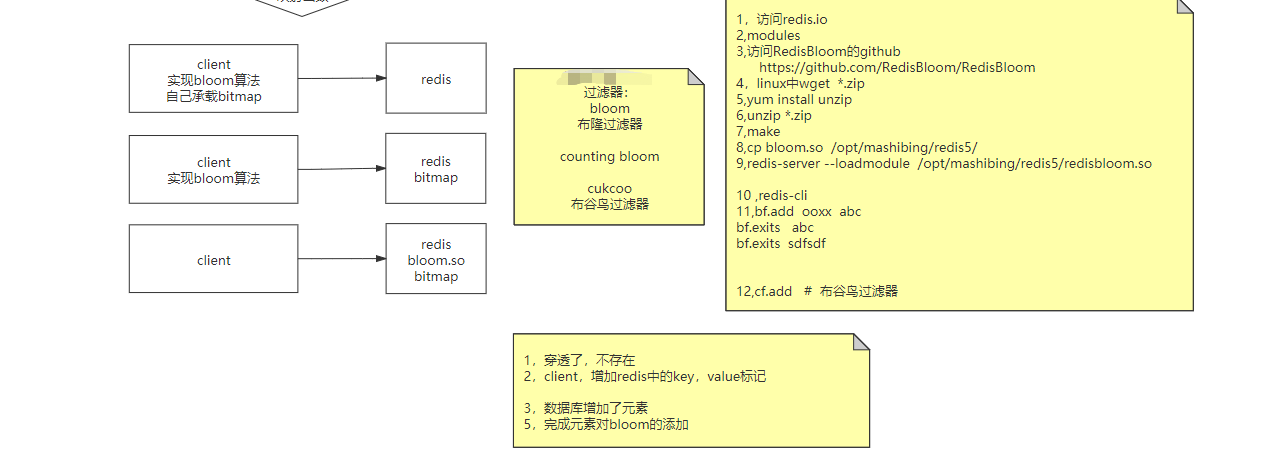 client
实现bloom算法
自己承载bitmap
redis
client
实现bloom算法
redis
bitmap
client
redis
bloom.so
bitmap
过滤器：
bloom
布隆过滤器
counting bloom
cukcoo
布谷鸟过滤器
1，访问redis.io
2,modules
3,访问RedisBloom的github
https://github.com/RedisBloom/RedisBloom
4，linux中wget *.zip
5,yum install unzip
6,unzip *.zip
7,make
8,cp bloom.so /opt/mashibing/redis5/
9,redis-server --loadmodule /opt/mashibing/redis5/redisbloom.so
10 ,redis-cli
11,bf.add ooxx abc
bf.exits abc
bf.exits sdfsdf
12,cf.add # 布谷鸟过滤器
1，穿透了，不存在
2，client，增加redis中的key，value标记
3，数据库增加了元素
5，完成元素对bloom的添加